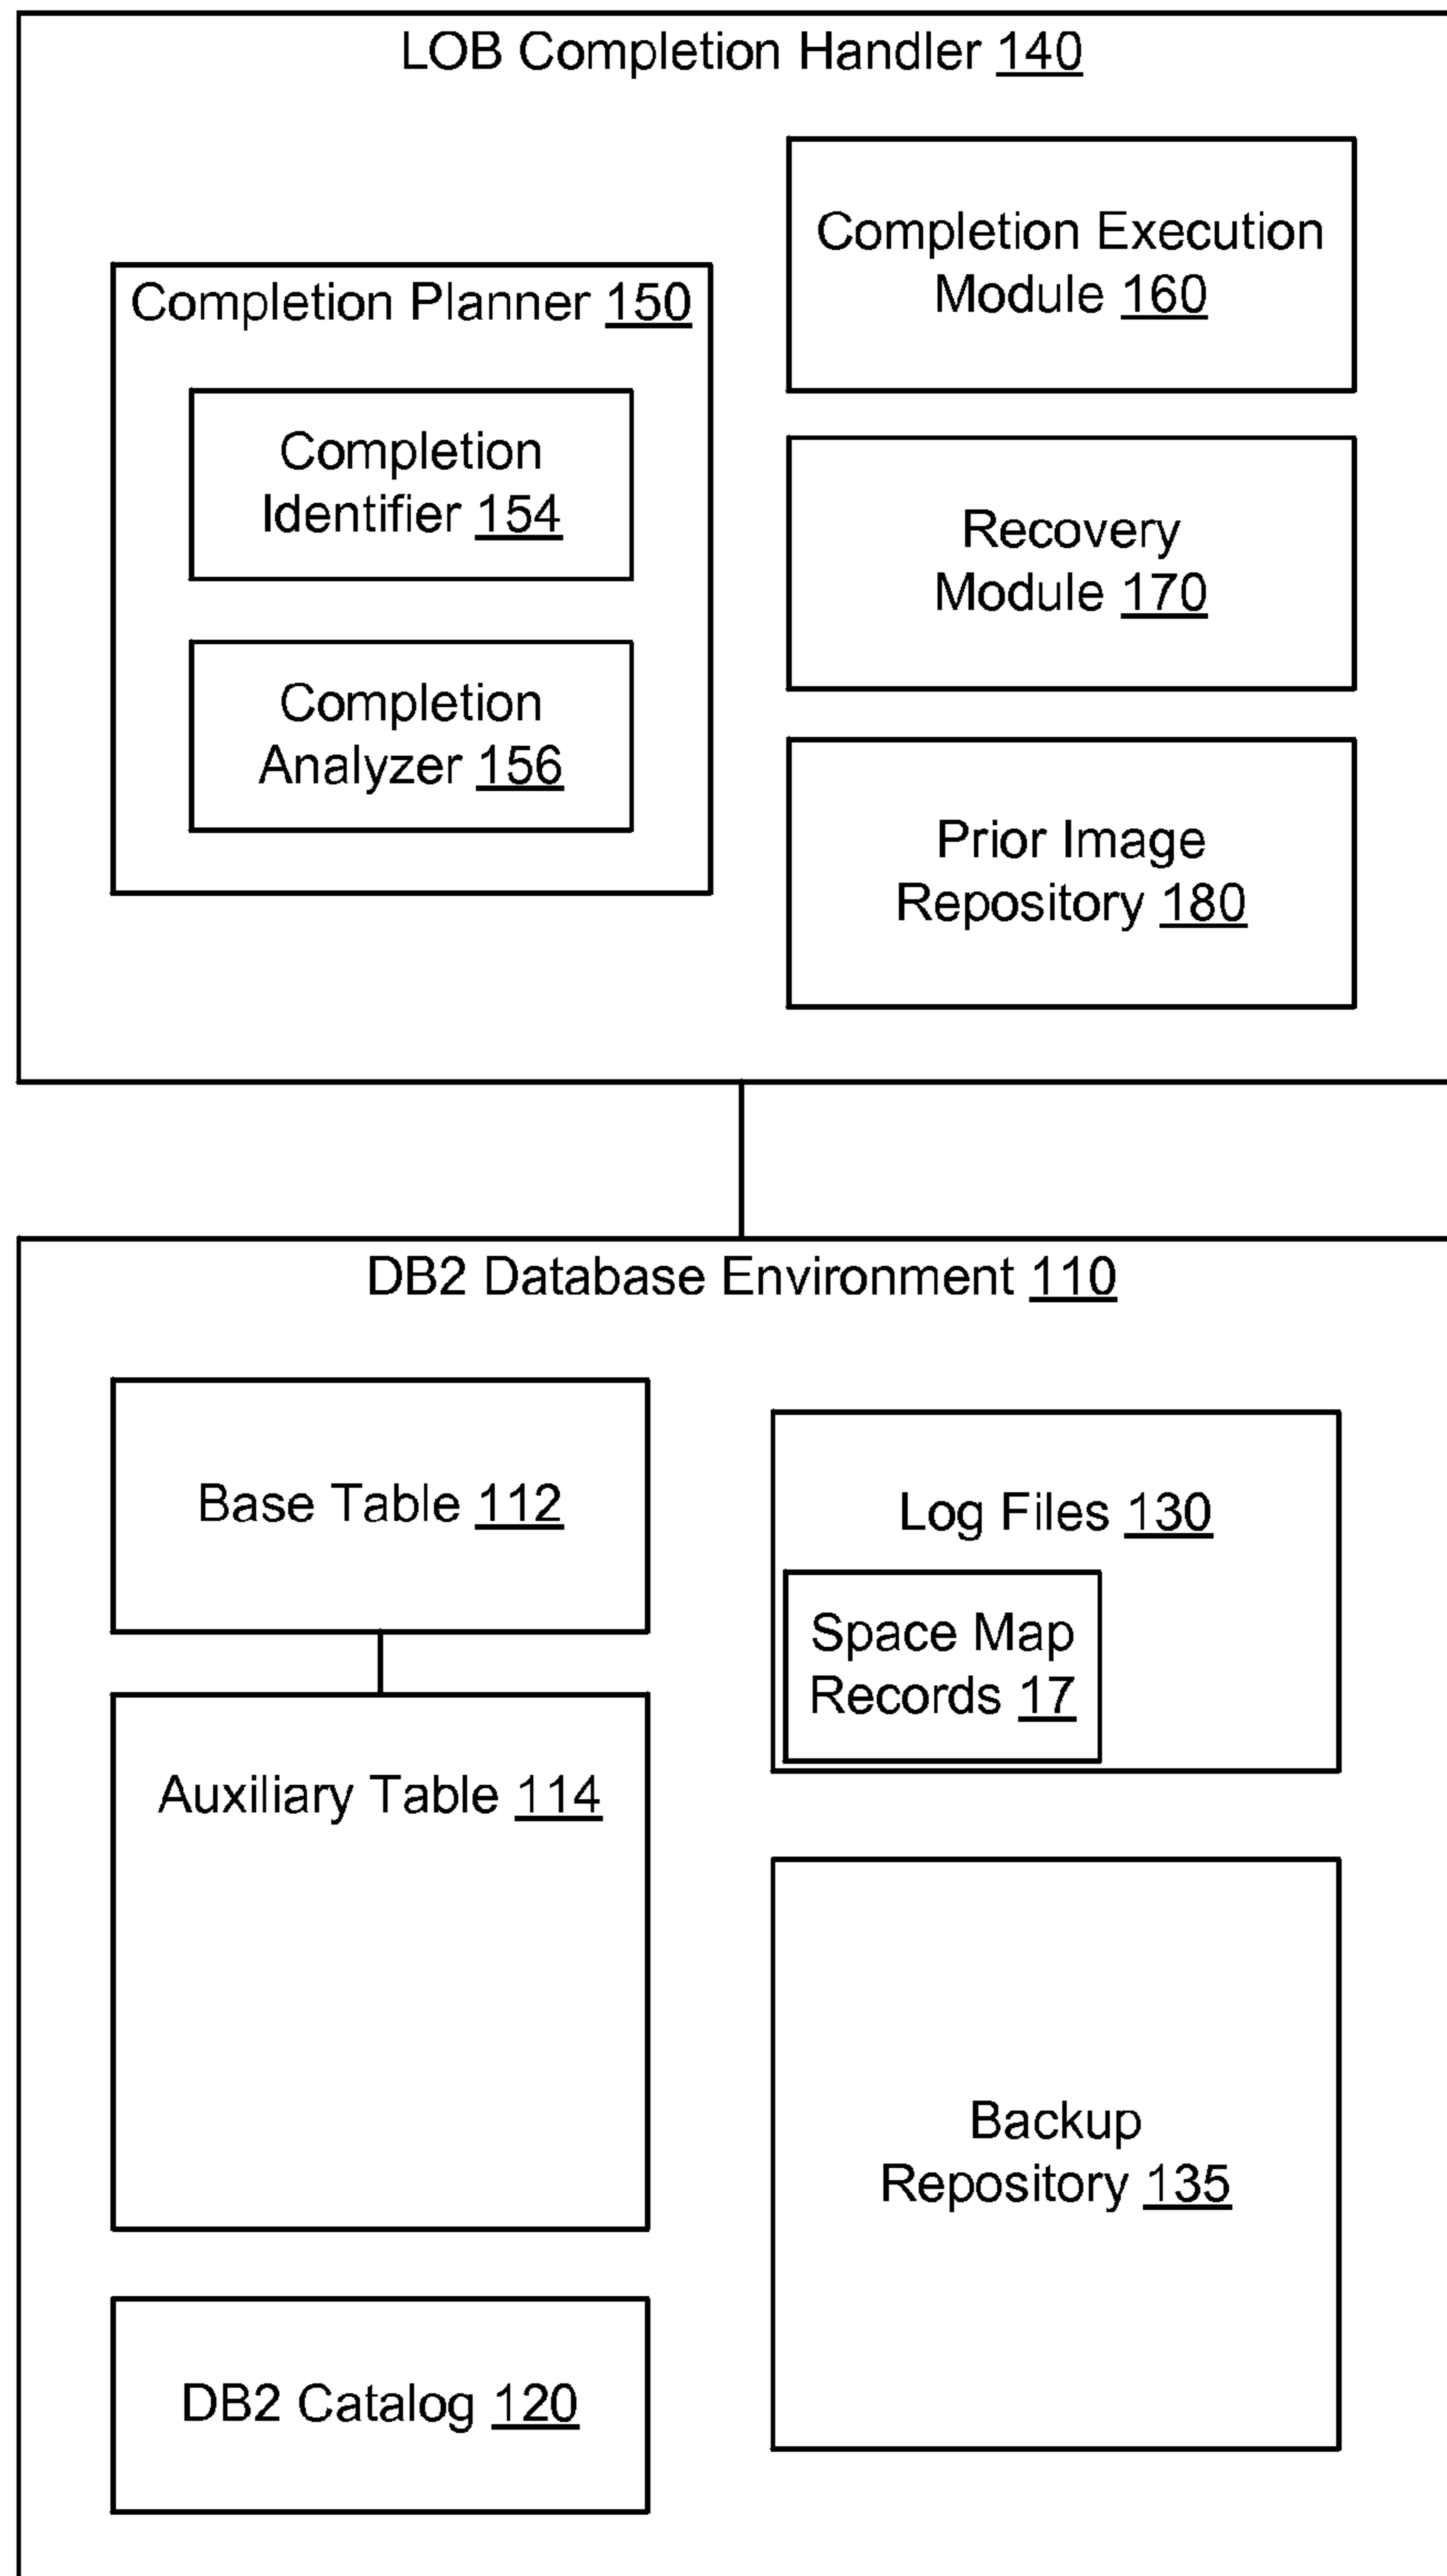 LOB Completion Handler 140
Completion Planner 150
Completion
Identifier 154
Completion
Analyzer 156
Completion Execution
Module 160
Recovery
Module 170
Prior Image
Repository 180
DB2 Database Environment 110
Base Table 112
Auxiliary Table 114
DB2 Catalog 120
Log Files 130
Space Map
Records 17
Backup
Repository 135